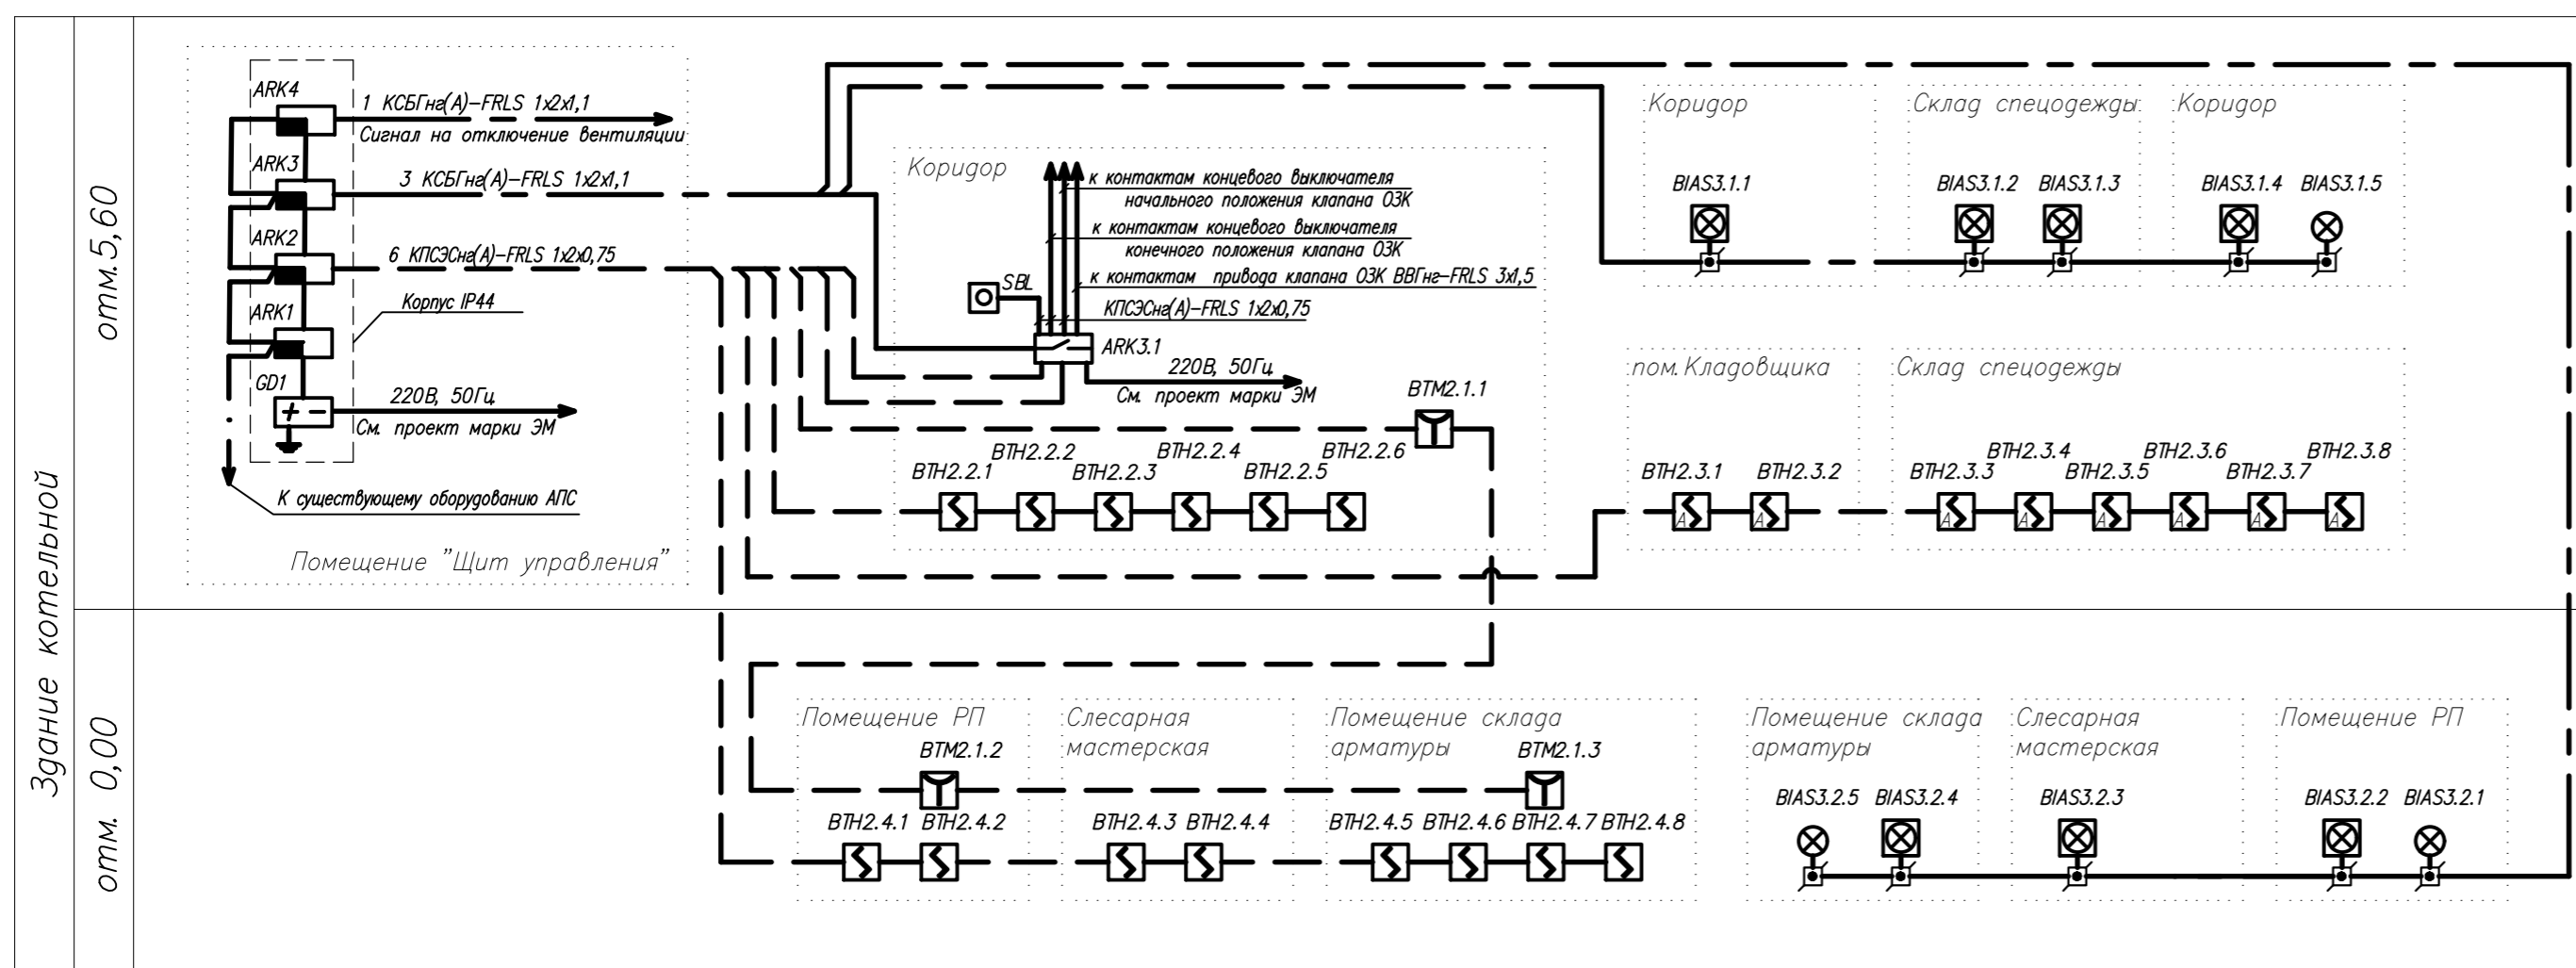 Здание котельной
отм.5,60
отм. 0,00
ARK4
1 КСБГнг(А)-FRLS 1х2х1,1
Сигнал на отключение вентиляции
ARK3
3 КСБГнг(А)-FRLS 1х2х1,1
ARK2
6 КПСЭСнг(А)-FRLS 1х2х0,75
ARK1
Корпус IP44
GD1
220В, 50Гц
См. проект марки ЭМ
К существующему оборудованию АПС
Помещение "Щит управления"
Коридор
к контактам концевого выключателя
начального положения клапана ОЗК
к контактам концевого выключателя
конечного положения клапана ОЗК
к контактам привода клапана ОЗК ВВГнг-FRLS 3х1,5
SBL
КПСЭСнг(А)-FRLS 1х2х0,75
ARK3.1
220В, 50Гц
См. проект марки ЭМ
BTM2.1.1
BTH2.2.1
BTH2.2.2
BTH2.2.3
BTH2.2.4
BTH2.2.5
BTH2.2.6
Коридор
BIAS3.1.1
Склад спецодежды
BIAS3.1.2
BIAS3.1.3
Коридор
BIAS3.1.4
BIAS3.1.5
пом.Кладовщика
BTH2.3.1
BTH2.3.2
Склад спецодежды
BTH2.3.3
BTH2.3.4
BTH2.3.5
BTH2.3.6
BTH2.3.7
BTH2.3.8
A
A
A
A
A
A
A
A
Помещение РП
BTM2.1.2
BTH2.4.1
BTH2.4.2
Слесарная
мастерская
BTH2.4.3
BTH2.4.4
Помещение склада
арматуры
BTM2.1.3
BTH2.4.5
BTH2.4.6
BTH2.4.7
BTH2.4.8
Помещение склада
арматуры
BIAS3.2.5
BIAS3.2.4
Слесарная
мастерская
BIAS3.2.3
Помещение РП
BIAS3.2.2
BIAS3.2.1